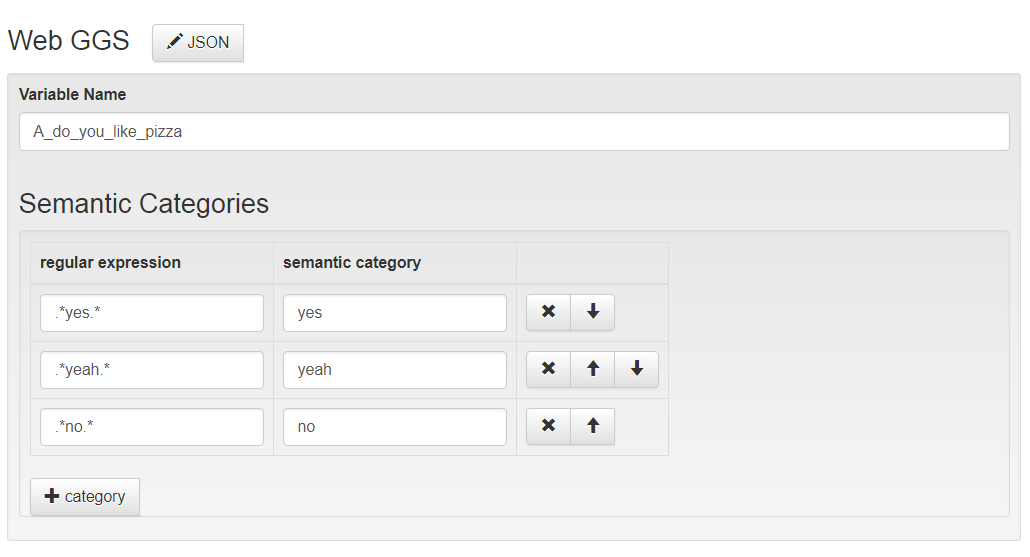 Web GGS JSON
Variable Name
A_do_you_like_pizza
Semantic Categories
regular expression semantic category
.*yes.* yes
.*yeah.* yeah
.*no.* no
category